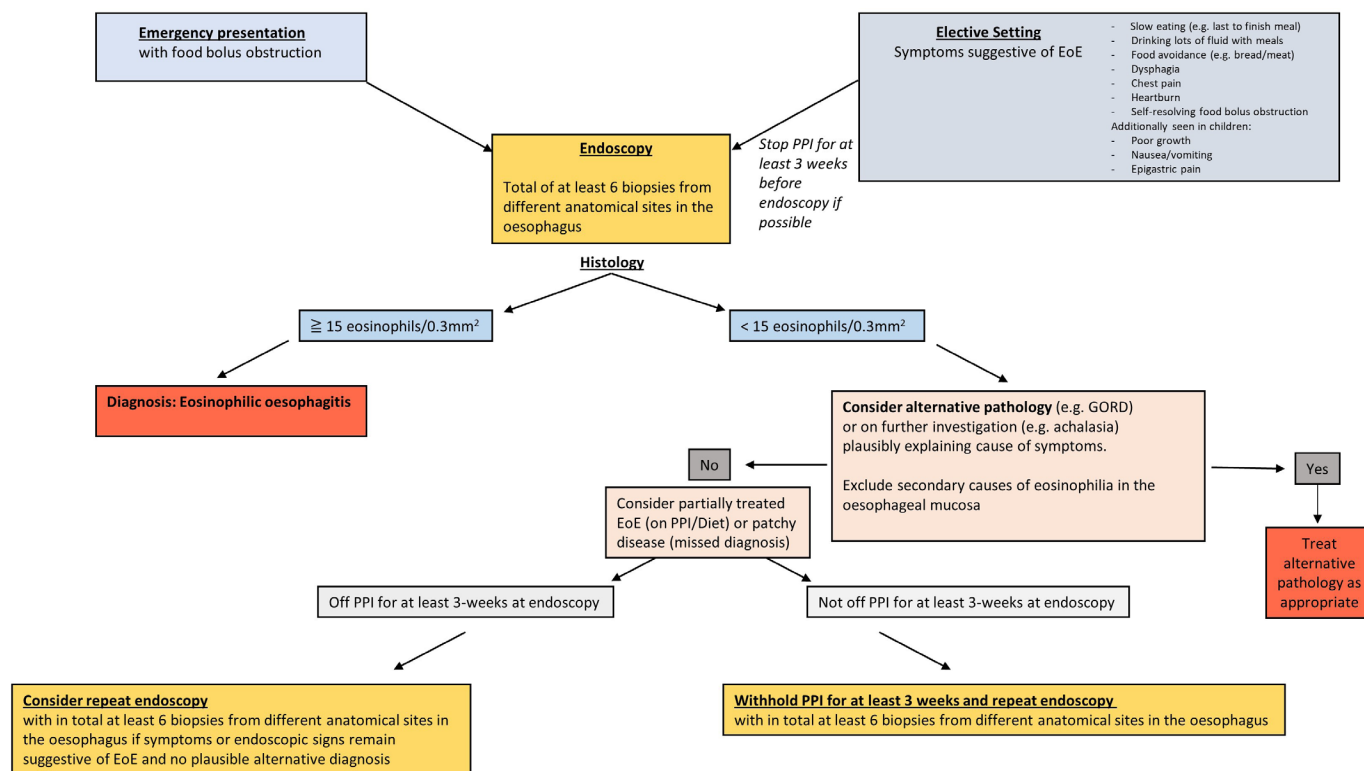 Emergency presentation
with food bolus obstruction
Elective Setting
Symptoms suggestive of EoE
- Slow eating (e.g. last to finish meal)
- Drinking lots of fluid with meals
- Food avoidance (e.g. bread/meat)
- Dysphagia
- Chest pain
- Heartburn
- Self-resolving food bolus obstruction
Additionally seen in children:
- Poor growth
- Nausea/vomiting
- Epigastric pain
Endoscopy
Total of at least 6 biopsies from
different anatomical sites in the
oesophagus
Stop PPI for at
least 3 weeks
before
endoscopy if
possible
Histology
≧ 15 eosinophils/0.3mm²
< 15 eosinophils/0.3mm²
Diagnosis: Eosinophilic oesophagitis
Consider alternative pathology (e.g. GORD)
or on further investigation (e.g. achalasia)
plausibly explaining cause of symptoms.
Exclude secondary causes of eosinophilia in the
oesophageal mucosa
No
Yes
Consider partially treated
EoE (on PPI/Diet) or patchy
disease (missed diagnosis)
Treat
alternative
pathology as
appropriate
Off PPI for at least 3-weeks at endoscopy
Not off PPI for at least 3-weeks at endoscopy
Consider repeat endoscopy
with in total at least 6 biopsies from different anatomical sites in
the oesophagus if symptoms or endoscopic signs remain
suggestive of EoE and no plausible alternative diagnosis
Withhold PPI for at least 3 weeks and repeat endoscopy
with in total at least 6 biopsies from different anatomical sites in the oesophagus